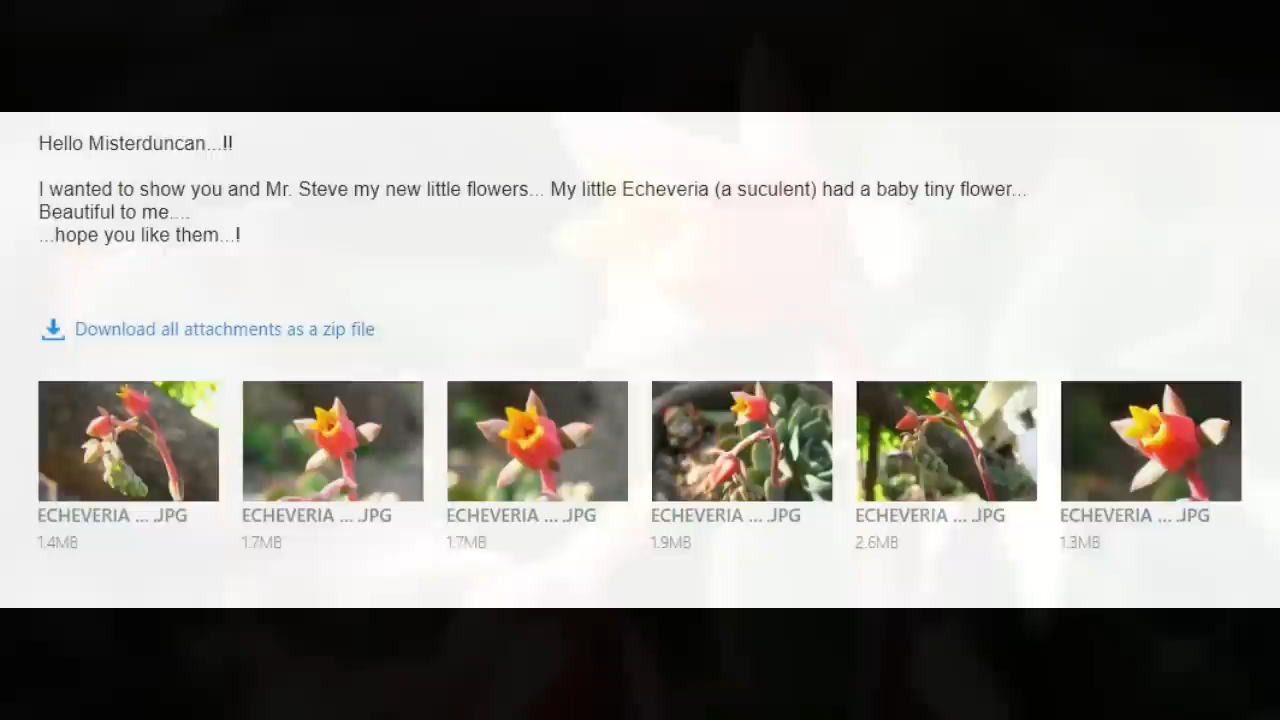 Hello Misterduncan...!!
I wanted to show you and Mr. Steve my new little flowers... My little Echeveria (a suculent) had a baby tiny flower...
Beautiful to me....
...hope you like them...!
Download all attachments as a zip file
ECHEVERIA ... .JPG ECHEVERIA ... .JPG ECHEVERIA ... .JPG ECHEVERIA ... .JPG ECHEVERIA ... .JPG ECHEVERIA ... .JPG
1.4MB 1.7MB 1.7MB 1.9MB 2.6MB 1.3MB